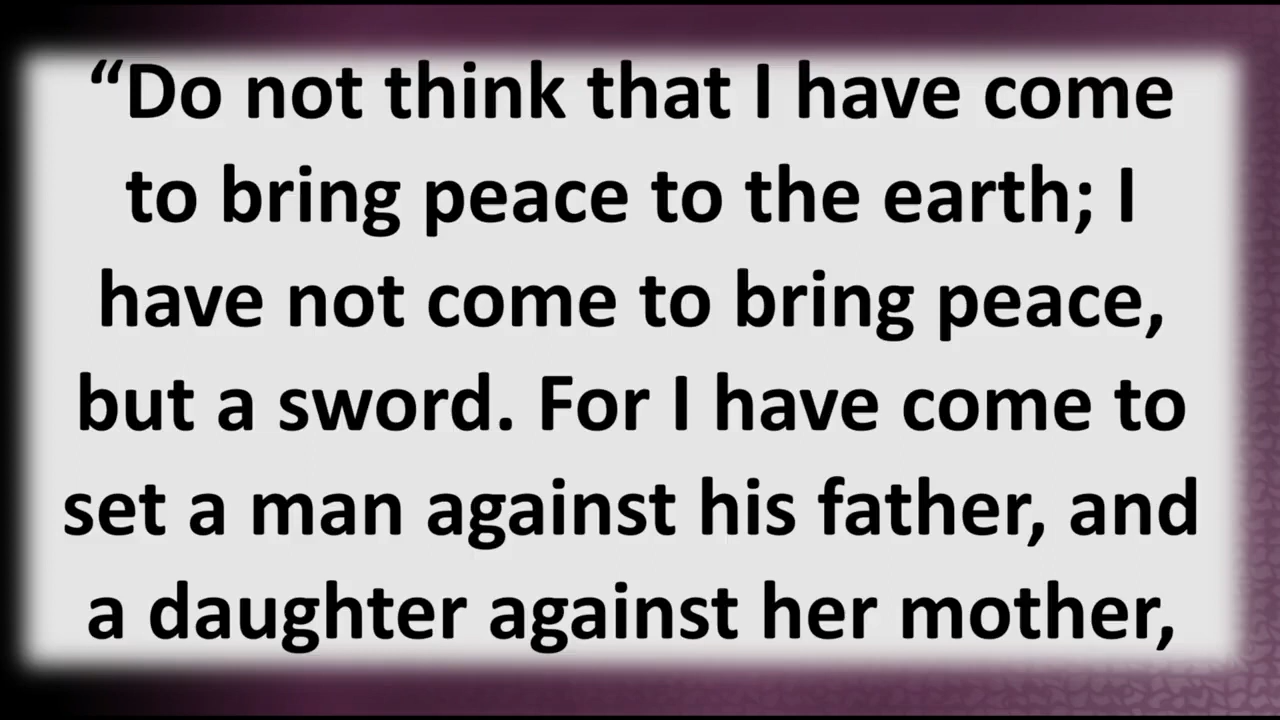 “Do not think that I have come
to bring peace to the earth; I
have not come to bring peace,
but a sword. For I have come to
set a man against his father, and
a daughter against her mother,